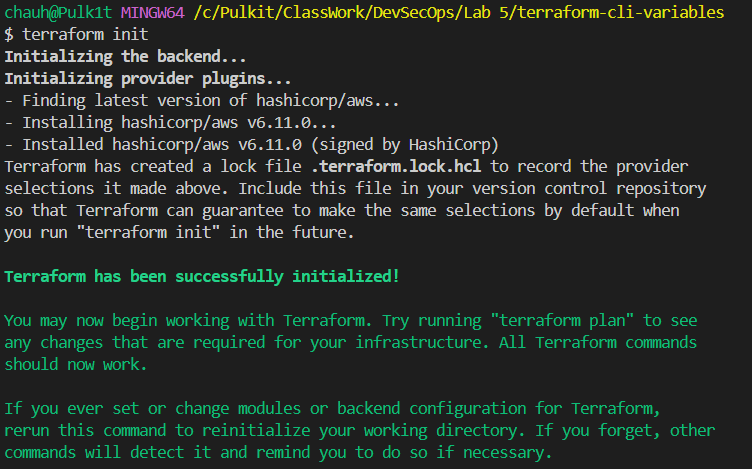 chauh@Pulk1t MINGW64 /c/Pulkit/ClassWork/DevSecOps/Lab 5/terraform-cli-variables
$ terraform init
Initializing the backend...
Initializing provider plugins...
- Finding latest version of hashicorp/aws...
- Installing hashicorp/aws v6.11.0...
- Installed hashicorp/aws v6.11.0 (signed by HashiCorp)
Terraform has created a lock file .terraform.lock.hcl to record the provider
selections it made above. Include this file in your version control repository
so that Terraform can guarantee to make the same selections by default when
you run "terraform init" in the future.

Terraform has been successfully initialized!

You may now begin working with Terraform. Try running "terraform plan" to see
any changes that are required for your infrastructure. All Terraform commands
should now work.

If you ever set or change modules or backend configuration for Terraform,
rerun this command to reinitialize your working directory. If you forget, other
commands will detect it and remind you to do so if necessary.